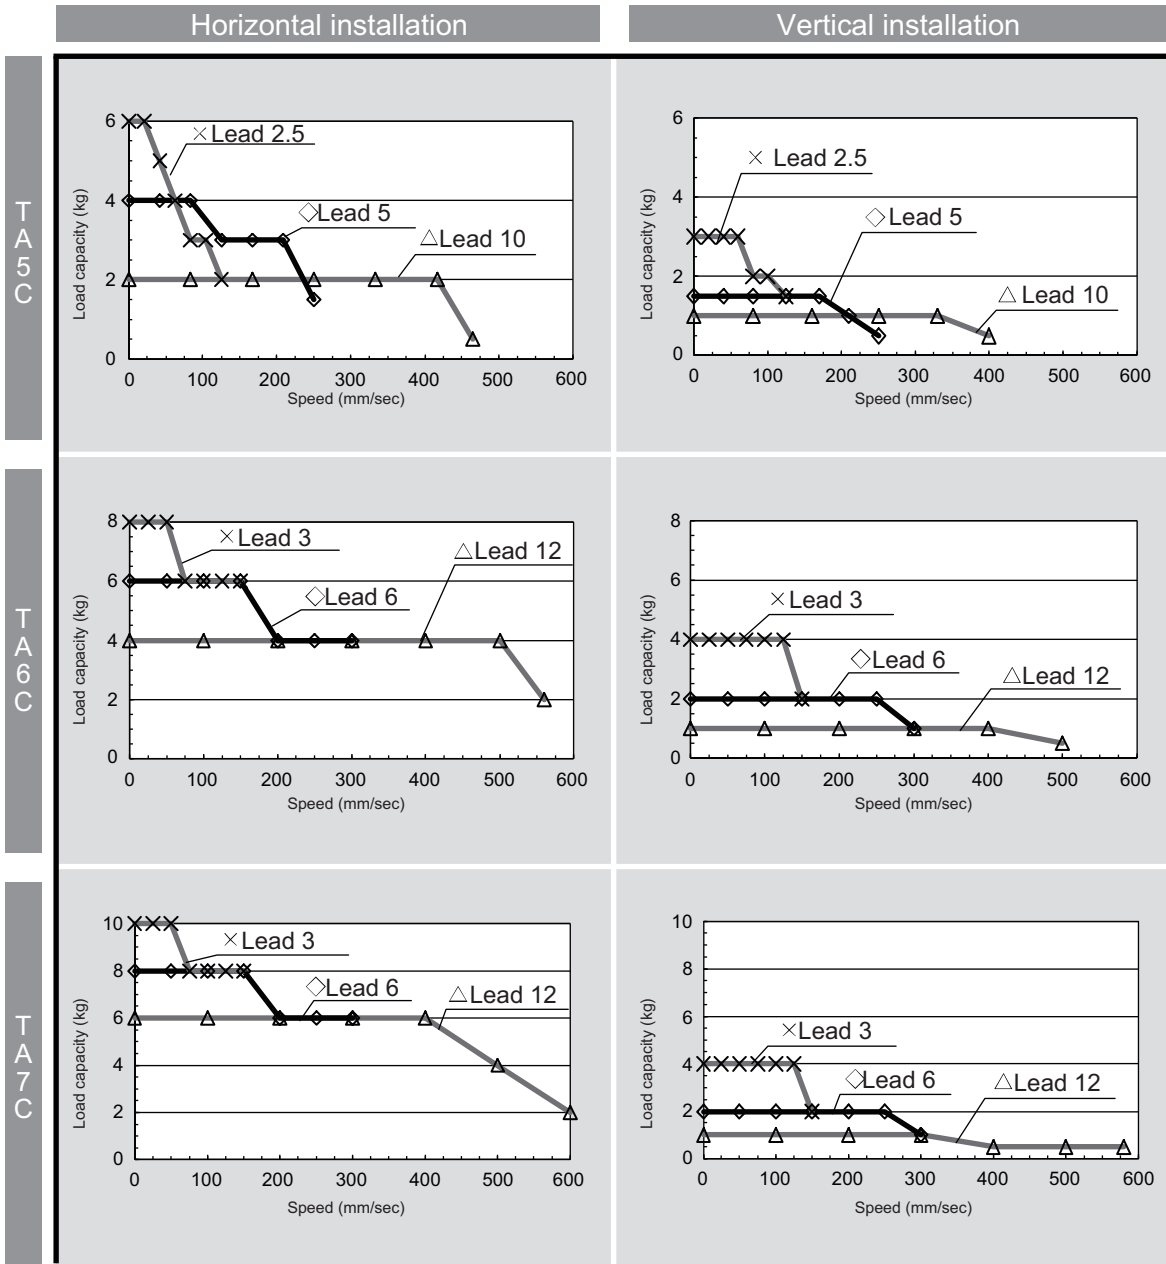 Horizontal installation
Vertical installation
TA5C
6
4
2
0
Load capacity (kg)
× Lead 2.5
◇Lead 5
△Lead 10
0 100 200 300 400 500 600
Speed (mm/sec)
6
4
2
0
Load capacity (kg)
× Lead 2.5
◇Lead 5
△Lead 10
0 100 200 300 400 500 600
Speed (mm/sec)
TA6C
8
6
4
2
0
Load capacity (kg)
×Lead 3
△Lead 12
◇Lead 6
0 100 200 300 400 500 600
Speed (mm/sec)
8
6
4
2
0
Load capacity (kg)
×Lead 3
◇Lead 6
△Lead 12
0 100 200 300 400 500 600
Speed (mm/sec)
TA7C
10
8
6
4
2
0
Load capacity (kg)
×Lead 3
◇Lead 6
△Lead 12
0 100 200 300 400 500 600
Speed (mm/sec)
10
8
6
4
2
0
Load capacity (kg)
×Lead 3
◇Lead 6
△Lead 12
0 100 200 300 400 500 600
Speed (mm/sec)